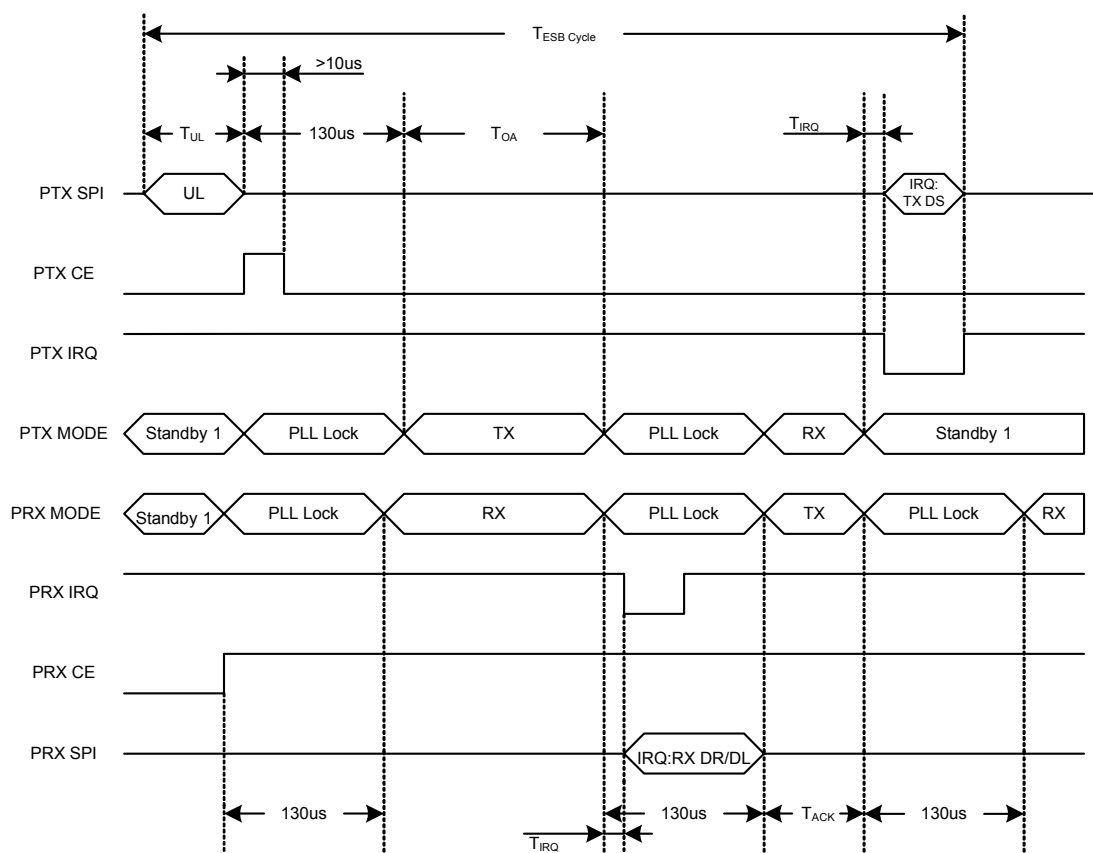 TESB Cycle
>10us
TUL
130us
TOA
TIRQ
PTX SPI
UL
IRQ:
TX DS
PTX CE
PTX IRQ
PTX MODE
Standby 1
PLL Lock
TX
PLL Lock
RX
Standby 1
PRX MODE
Standby 1
PLL Lock
RX
PLL Lock
TX
PLL Lock
RX
PRX IRQ
PRX CE
PRX SPI
IRQ:RX DR/DL
130us
130us
TACK
130us
TIRQ